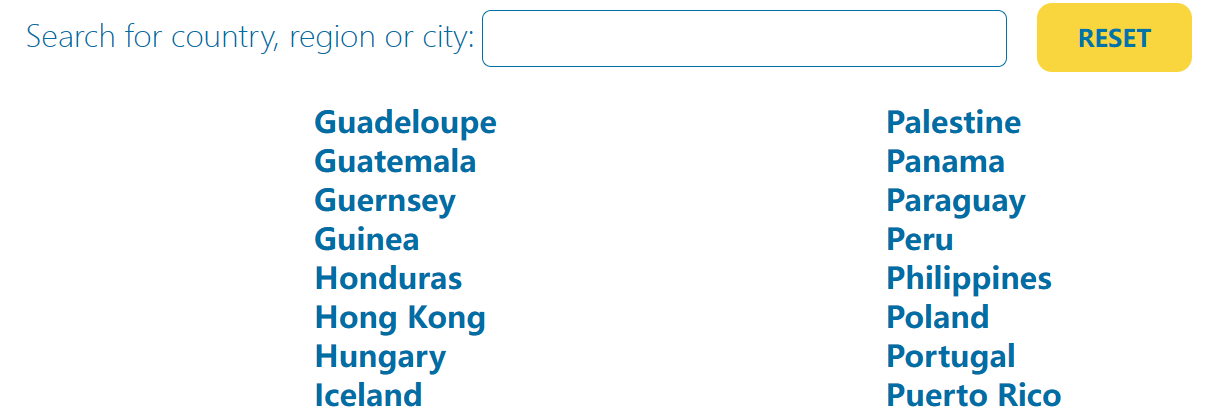 Search for country, region or city:
RESET
Guadeloupe
Guatemala
Guernsey
Guinea
Honduras
Hong Kong
Hungary
Iceland
Palestine
Panama
Paraguay
Peru
Philippines
Poland
Portugal
Puerto Rico